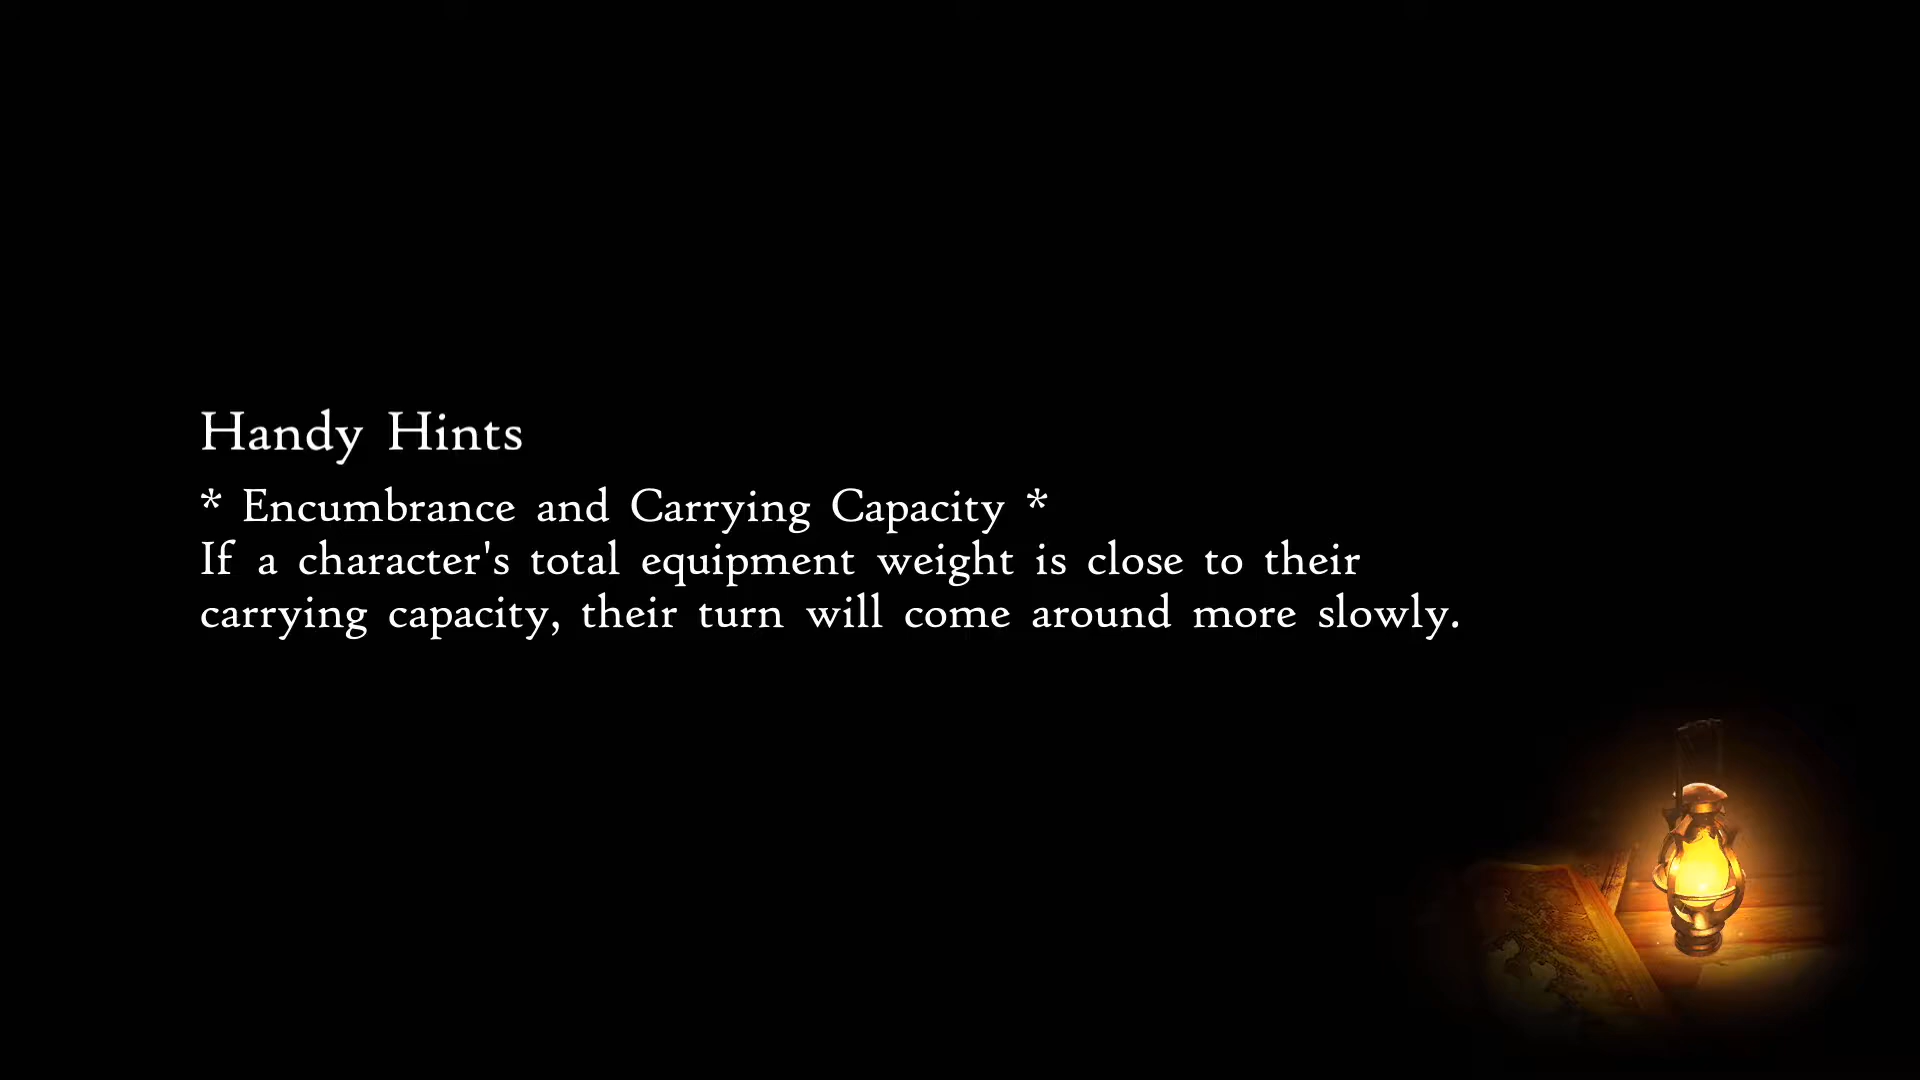 Handy Hints
* Encumbrance and Carrying Capacity *
If a character's total equipment weight is close to their
carrying capacity, their turn will come around more slowly.